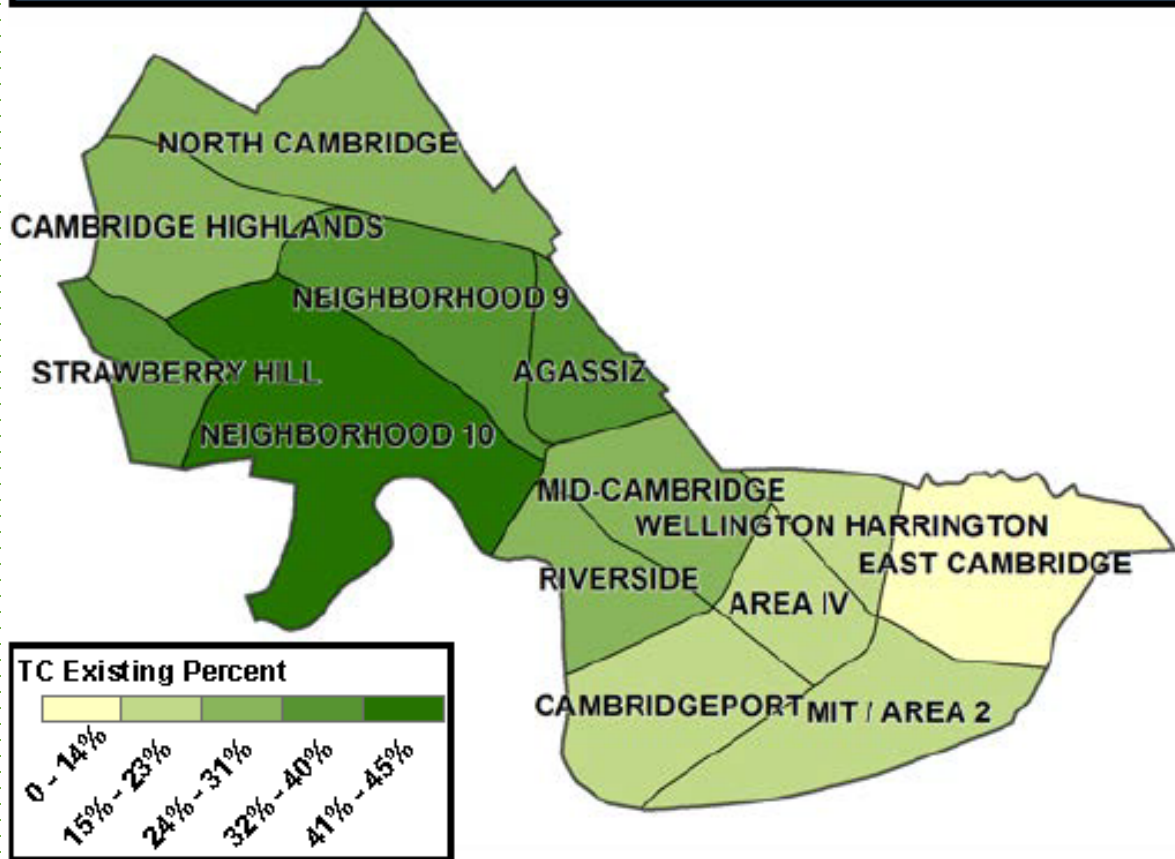 NORTH CAMBRIDGE
CAMBRIDGE HIGHLANDS
NEIGHBORHOOD 9
STRAWBERRY HILL
AGASSIZ
NEIGHBORHOOD 10
MID-CAMBRIDGE
WELLINGTON HARRINGTON
EAST CAMBRIDGE
RIVERSIDE
AREA IV
CAMBRIDGEPORT
MIT / AREA 2
TC Existing Percent
0 - 14%
15% - 23%
24% - 31%
32% - 40%
41% - 45%